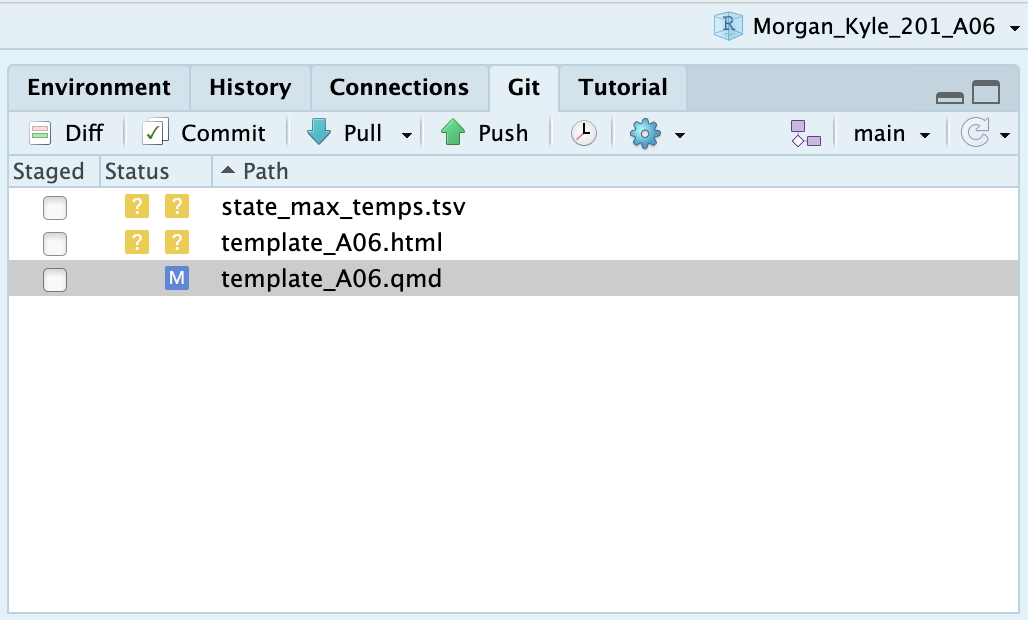 Morgan_Kyle_201_A06
Environment History Connections Git Tutorial
Diff Commit Pull Push main
Staged Status Path
? ? state_max_temps.tsv
? ? template_A06.html
M template_A06.qmd